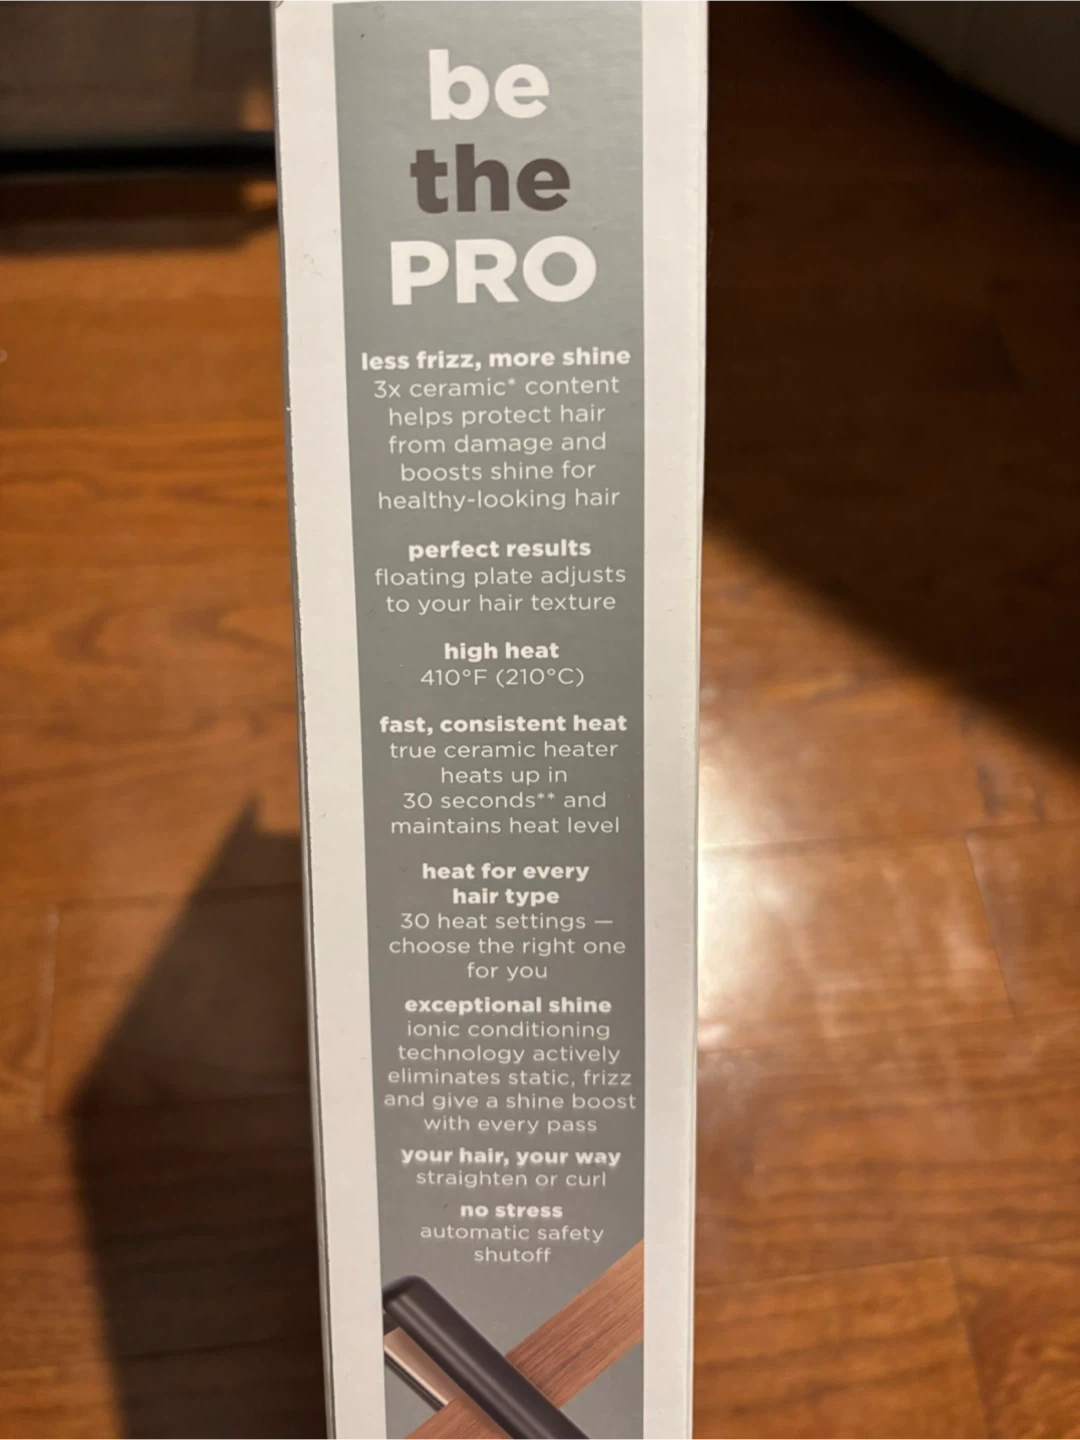 be
the
PRO
less frizz, more shine
3x ceramic* content
helps protect hair
from damage and
boosts shine for
healthy-looking hair
perfect results
floating plate adjusts
to your hair texture
high heat
410°F (210°C)
fast, consistent heat
true ceramic heater
heats up in
30 seconds** and
maintains heat level
heat for every
hair type
30 heat settings —
choose the right one
for you
exceptional shine
ionic conditioning
technology actively
eliminates static, frizz
and give a shine boost
with every pass
your hair, your way
straighten or curl
no stress
automatic safety
shutoff